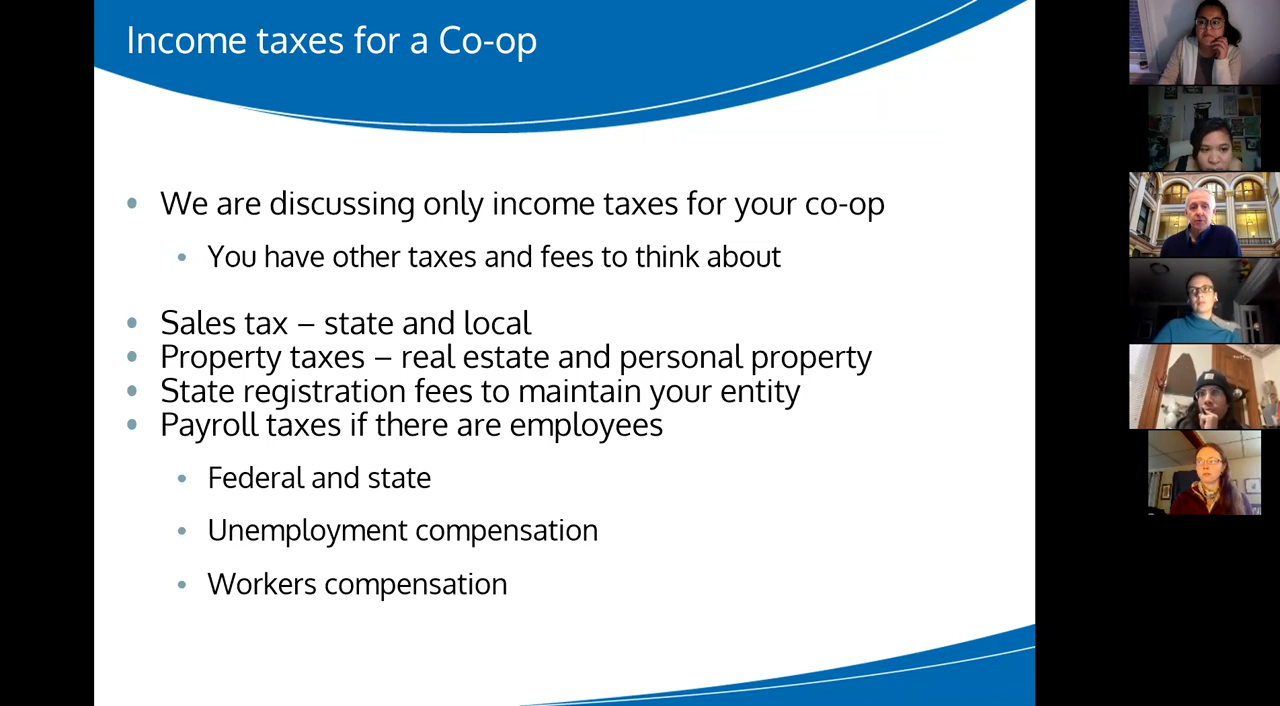 Income taxes for a Co-op
We are discussing only income taxes for your co-op
You have other taxes and fees to think about
Sales tax – state and local
Property taxes – real estate and personal property
State registration fees to maintain your entity
Payroll taxes if there are employees
Federal and state
Unemployment compensation
Workers compensation